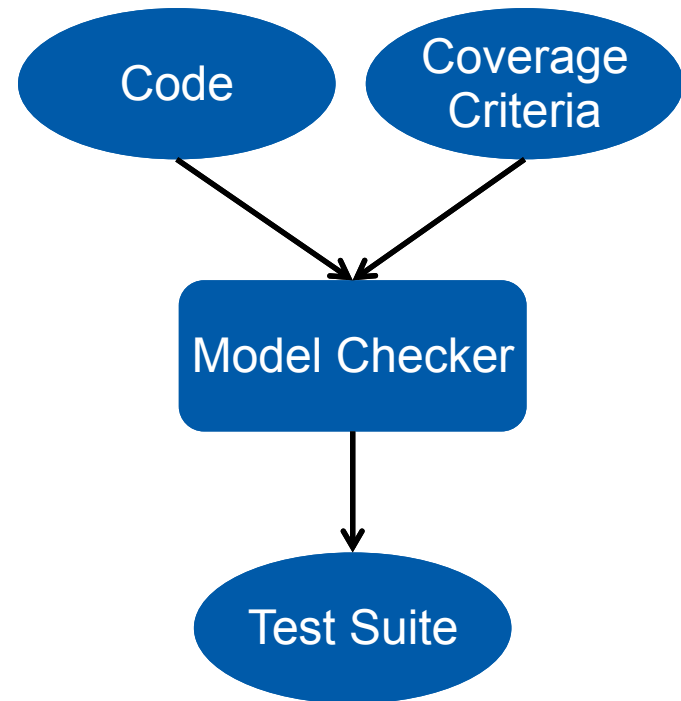 Code
Coverage
Criteria
Model Checker
Test Suite